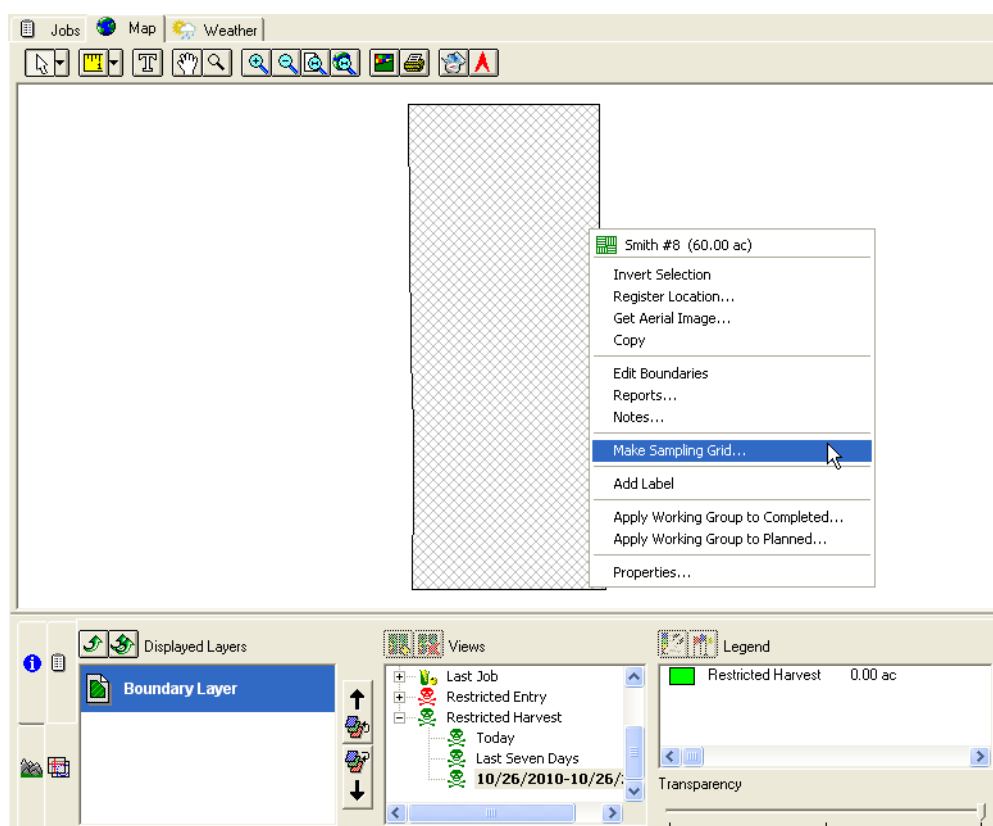 Jobs Map Weather
T
Smith #8 (60.00 ac)
Invert Selection
Register Location...
Get Aerial Image...
Copy
Edit Boundaries
Reports...
Notes...
Make Sampling Grid...
Add Label
Apply Working Group to Completed...
Apply Working Group to Planned...
Properties...
Displayed Layers
Boundary Layer
Views
Last Job
Restricted Entry
Restricted Harvest
Today
Last Seven Days
10/26/2010-10/26/
Legend
Restricted Harvest 0.00 ac
Transparency